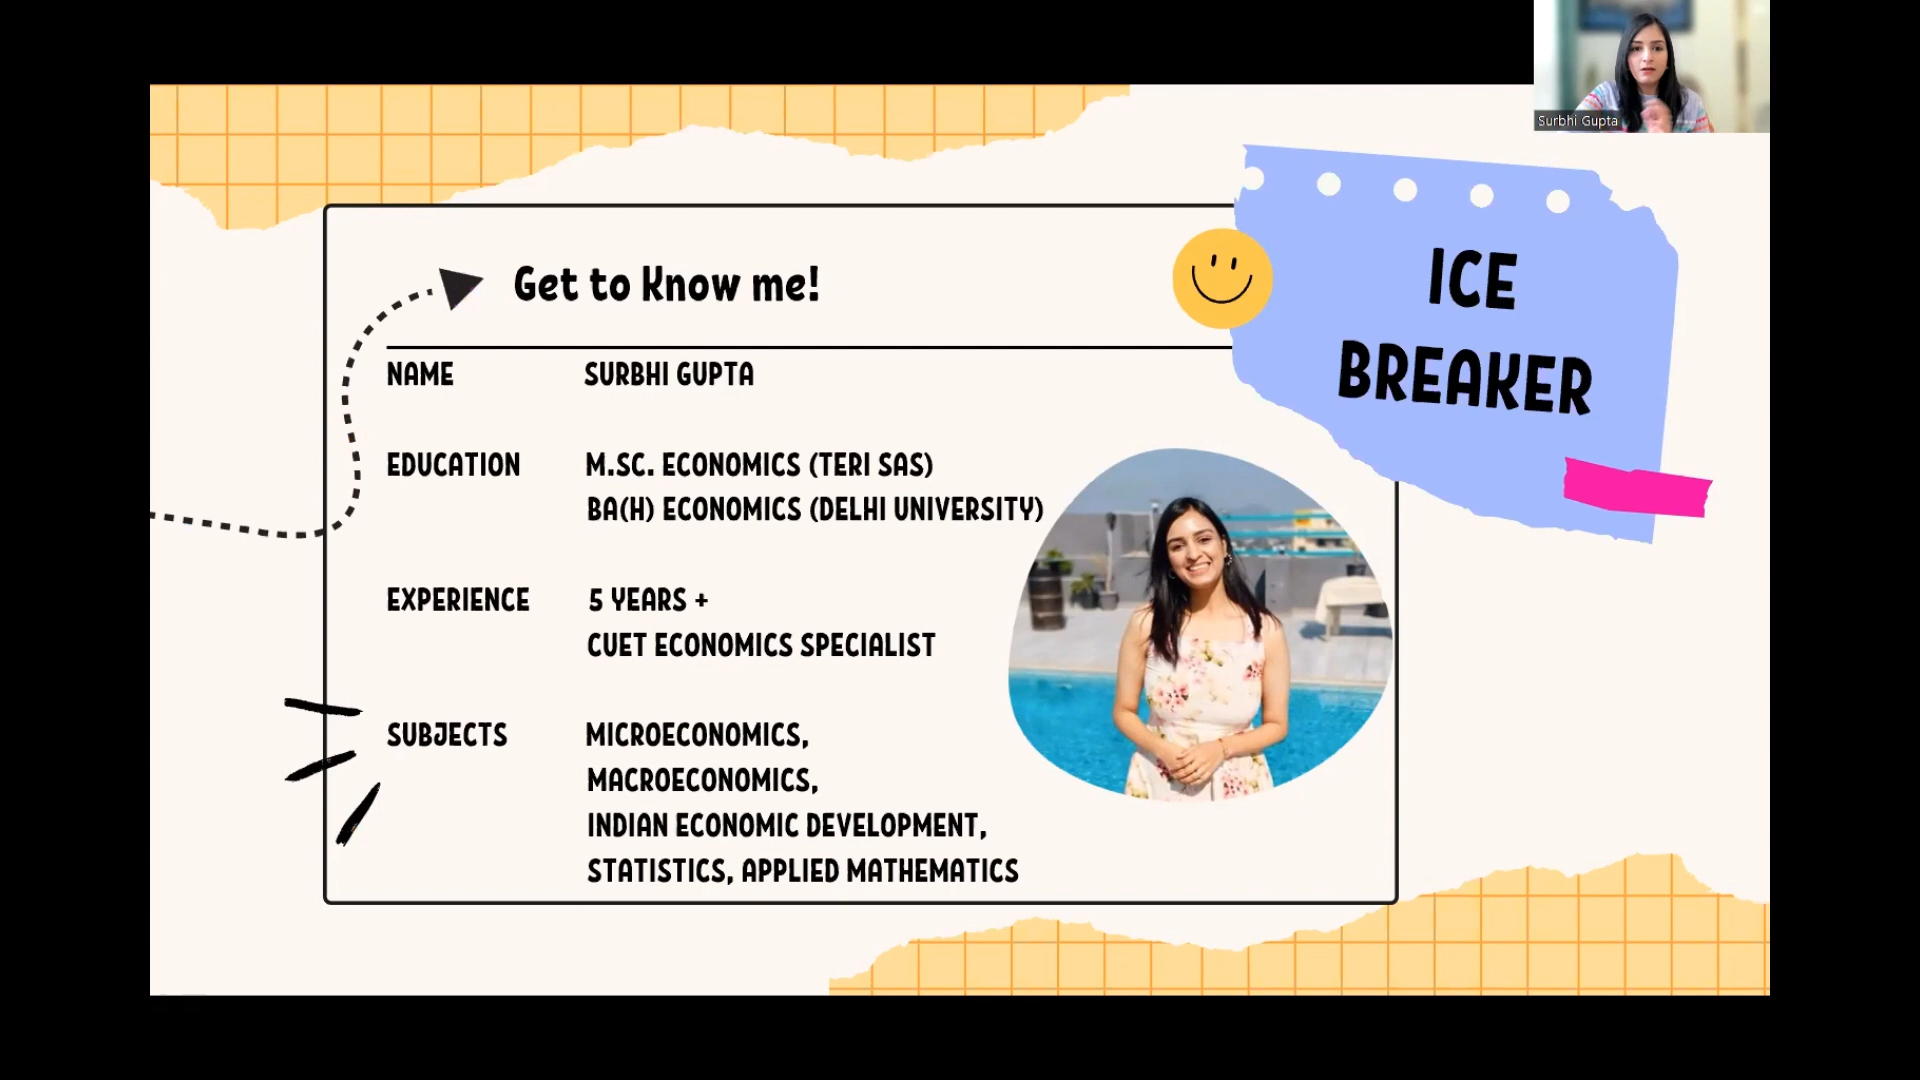 Surbhi Gupta
ICE
BREAKER
Get to Know me!
NAME SURBHI GUPTA
EDUCATION M.SC. ECONOMICS (TERI SAS)
BA(H) ECONOMICS (DELHI UNIVERSITY)
EXPERIENCE 5 YEARS +
CUET ECONOMICS SPECIALIST
SUBJECTS MICROECONOMICS,
MACROECONOMICS,
INDIAN ECONOMIC DEVELOPMENT,
STATISTICS, APPLIED MATHEMATICS